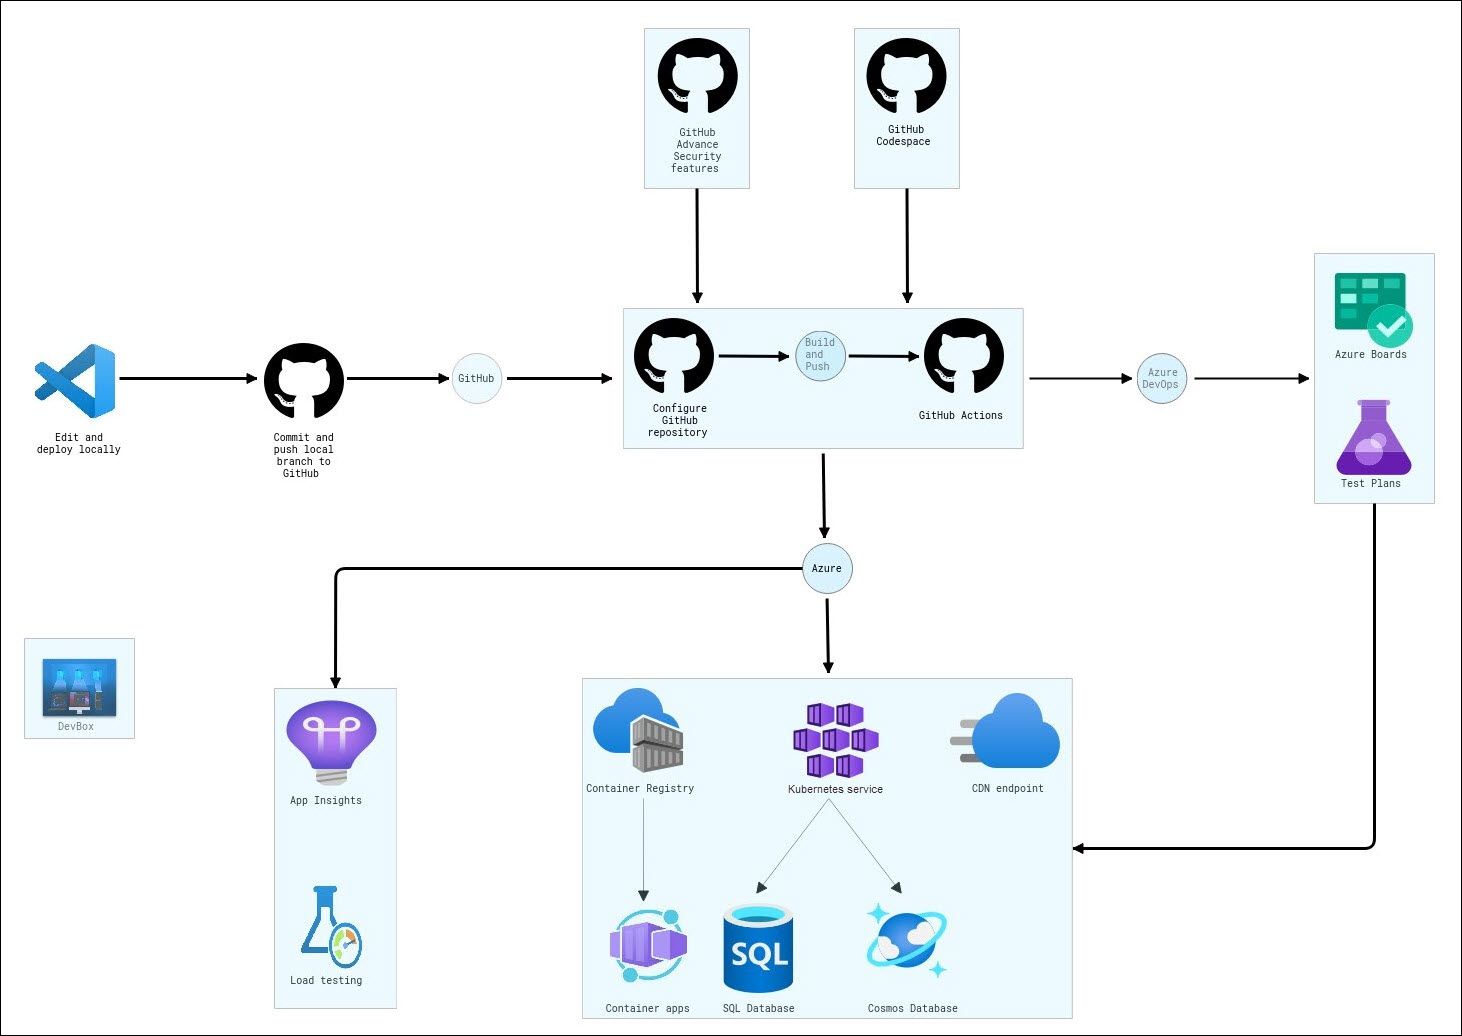 GitHub
Advance
Security
features
GitHub
Codespace
Edit and
deploy locally
Commit and
push local
branch to
GitHub
GitHub
Configure
GitHub
repository
Build
and
Push
GitHub Actions
Azure
DevOps
Azure Boards
Test Plans
Azure
DevBox
App Insights
Load testing
Container Registry
Kubernetes service
CDN endpoint
Container apps
SQL
SQL Database
Cosmos Database